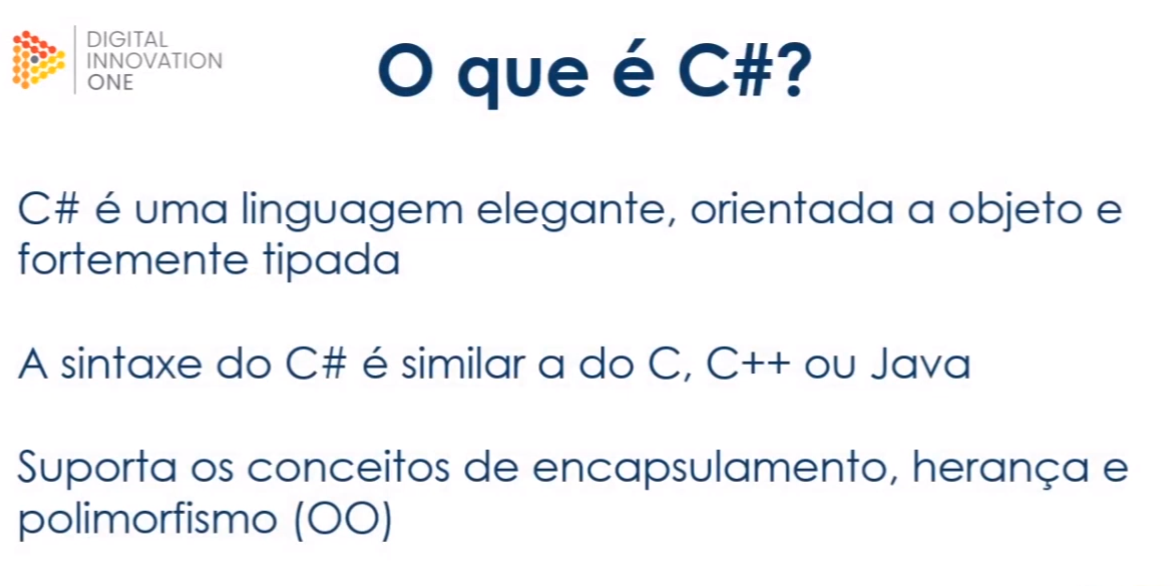 DIGITAL
INNOVATION
ONE
O que é C#?
C# é uma linguagem elegante, orientada a objeto e
fortemente tipada
A sintaxe do C# é similar a do C, C++ ou Java
Suporta os conceitos de encapsulamento, herança e
polimorfismo (OO)